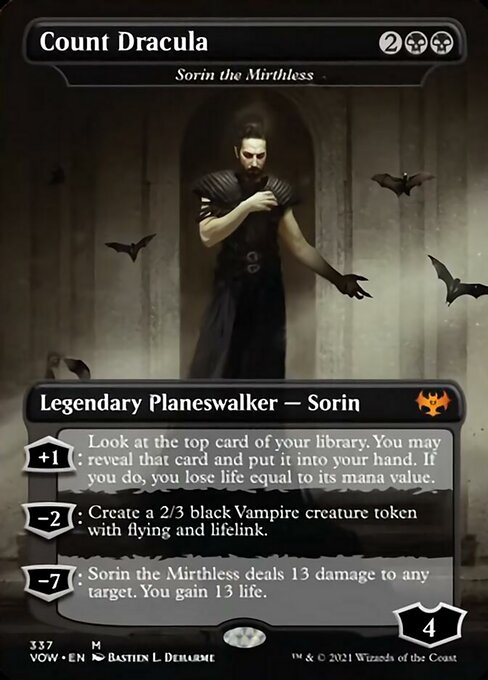 Count Dracula 2
Sorin the Mirthless
Legendary Planeswalker — Sorin
+1: Look at the top card of your library. You may
reveal that card and put it into your hand. If
you do, you lose life equal to its mana value.
−2: Create a 2/3 black Vampire creature token
with flying and lifelink.
−7: Sorin the Mirthless deals 13 damage to any
target. You gain 13 life.
4
337 M
VOW • EN Bastien L. Deharme
™ & © 2021 Wizards of the Coast